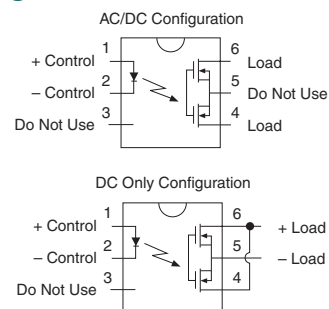 AC/DC Configuration
1
+ Control
2
– Control
3
Do Not Use
6
Load
5
Do Not Use
4
Load
DC Only Configuration
1
+ Control
2
– Control
3
Do Not Use
6
+ Load
5
– Load
4